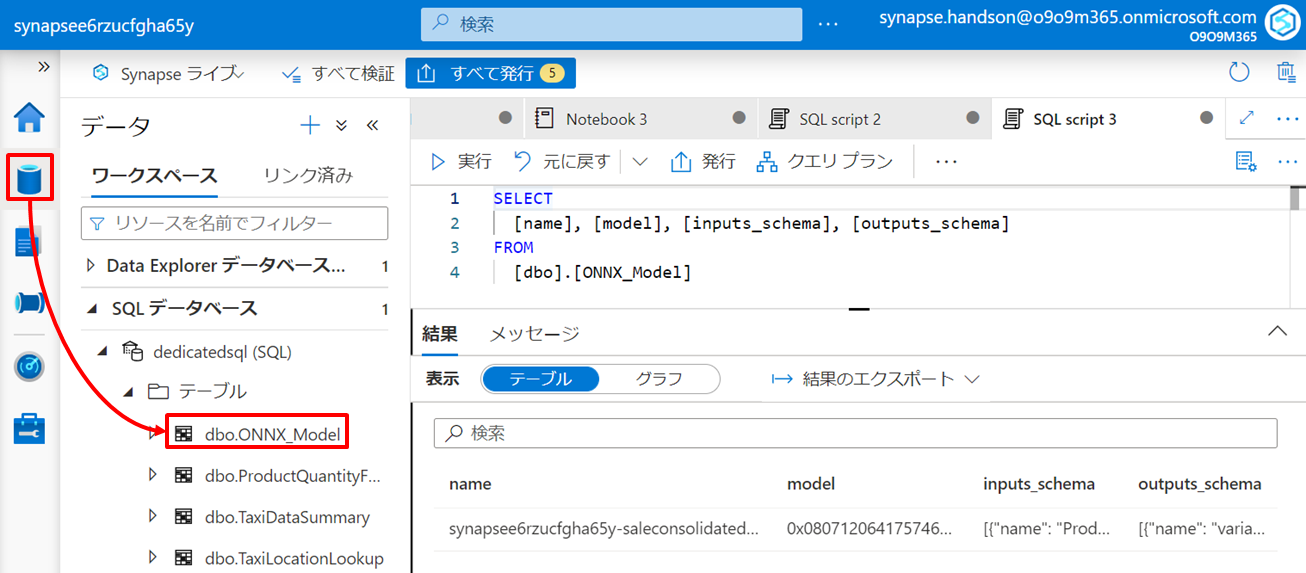 synapsee6rzucfgha65y
検索
synapse.handson@o9o9m365.onmicrosoft.com
O9O9M365
Synapse ライブ
すべて検証
すべて発行 5
データ
ワークスペース リンク済み
リソースを名前でフィルター
Data Explorer データベース... 1
SQL データベース 1
dedicatedsql (SQL)
テーブル
dbo.ONNX_Model
dbo.ProductQuantityF...
dbo.TaxiDataSummary
dbo.TaxiLocationLookup
Notebook 3
SQL script 2
SQL script 3
実行 元に戻す 発行 クエリ プラン
1 SELECT
2 [name], [model], [inputs_schema], [outputs_schema]
3 FROM
4 [dbo].[ONNX_Model]
結果 メッセージ
表示 テーブル グラフ 結果のエクスポート
検索
name model inputs_schema outputs_schema
synapsee6rzucfgha65y-saleconsolidated... 0x080712064175746... [{"name": "Prod... [{"name": "varia...